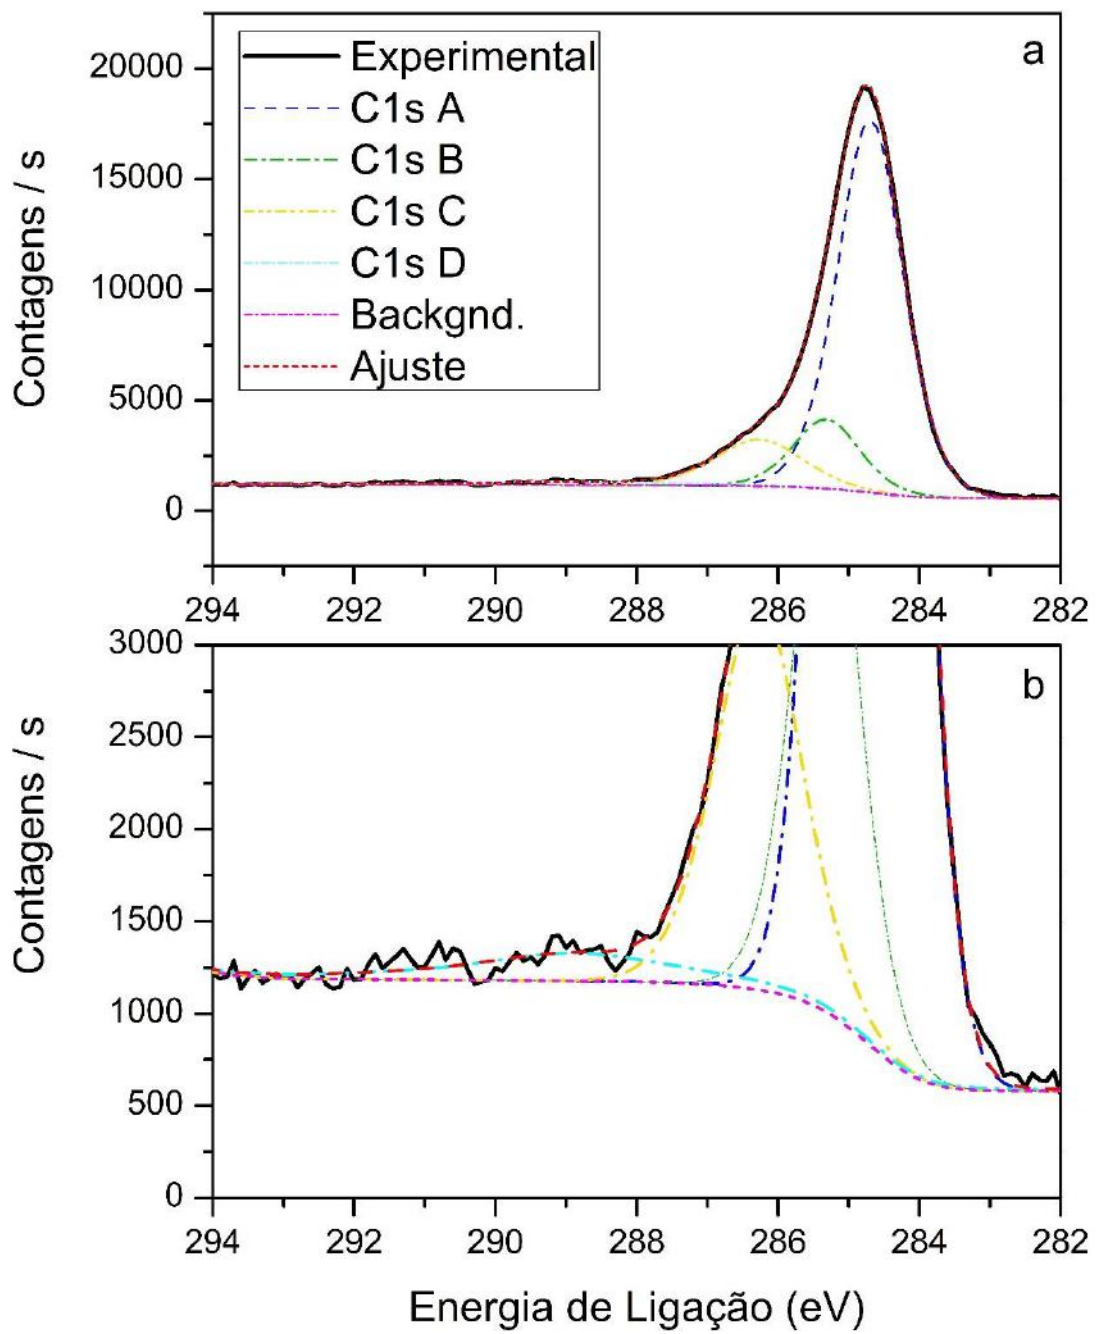 a
20000
15000
10000
5000
0
Contagens / s
Experimental
C1s A
C1s B
C1s C
C1s D
Backgnd.
Ajuste
294 292 290 288 286 284 282
b
3000
2500
2000
1500
1000
500
0
Contagens / s
294 292 290 288 286 284 282
Energia de Ligação (eV)